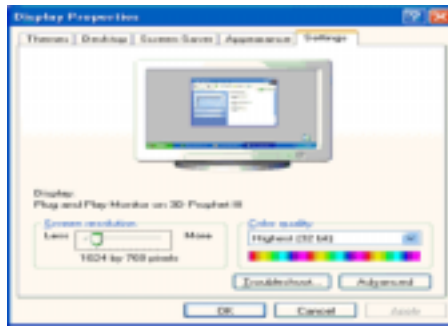 Display Properties
Themes Desktop Screen Saver Appearance Settings
Display:
Plug and Play Monitor on 3D Prophet III
Screen resolution
Less More
1024 by 768 pixels
Color quality
Highest (32 bit)
Troubleshoot... Advanced
OK Cancel Apply